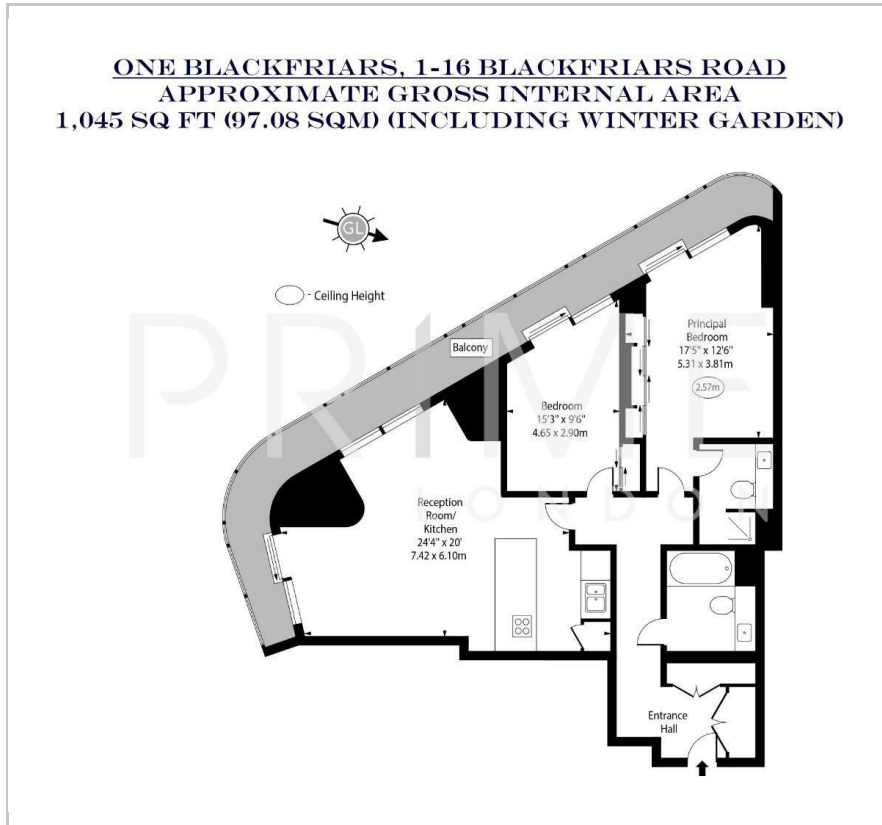 ONE BLACKFRIARS, 1-16 BLACKFRIARS ROAD
APPROXIMATE GROSS INTERNAL AREA
1,045 SQ FT (97.08 SQM) (INCLUDING WINTER GARDEN)
GL
- Ceiling Height
PRIME
LONDON
Balcony
Principal
Bedroom
17'5" x 12'6"
5.31 x 3.81m
2.57m
Bedroom
15'3" x 9'6"
4.65 x 2.90m
Reception
Room/
Kitchen
24'4" x 20'
7.42 x 6.10m
Entrance
Hall